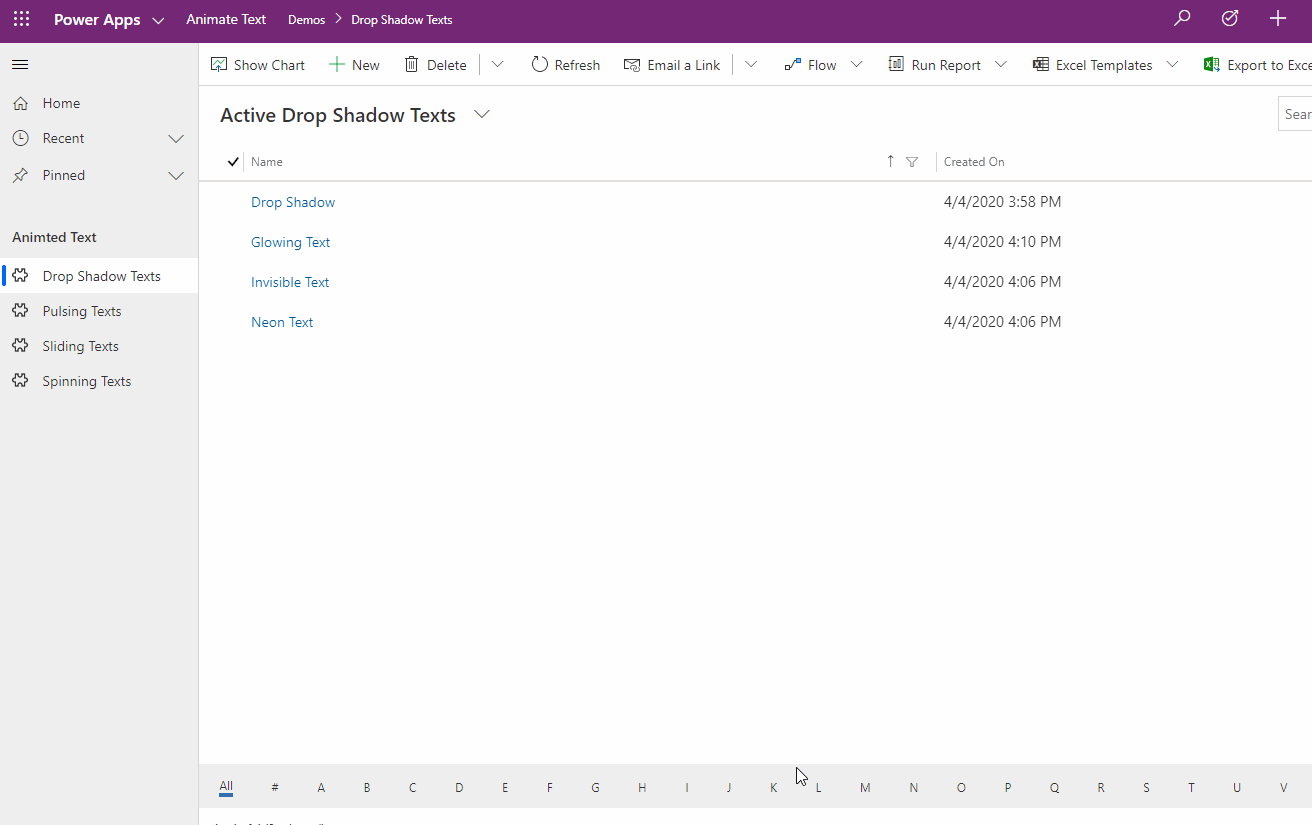 Power Apps Animate Text Demos > Drop Shadow Texts
Show Chart New Delete Refresh Email a Link Flow Run Report Excel Templates Export to Exce
Home
Recent
Pinned
Animted Text
Drop Shadow Texts
Pulsing Texts
Sliding Texts
Spinning Texts
Active Drop Shadow Texts
Sear
Name Created On
Drop Shadow 4/4/2020 3:58 PM
Glowing Text 4/4/2020 4:10 PM
Invisible Text 4/4/2020 4:06 PM
Neon Text 4/4/2020 4:06 PM
All # A B C D E F G H I J K L M N O P Q R S T U V